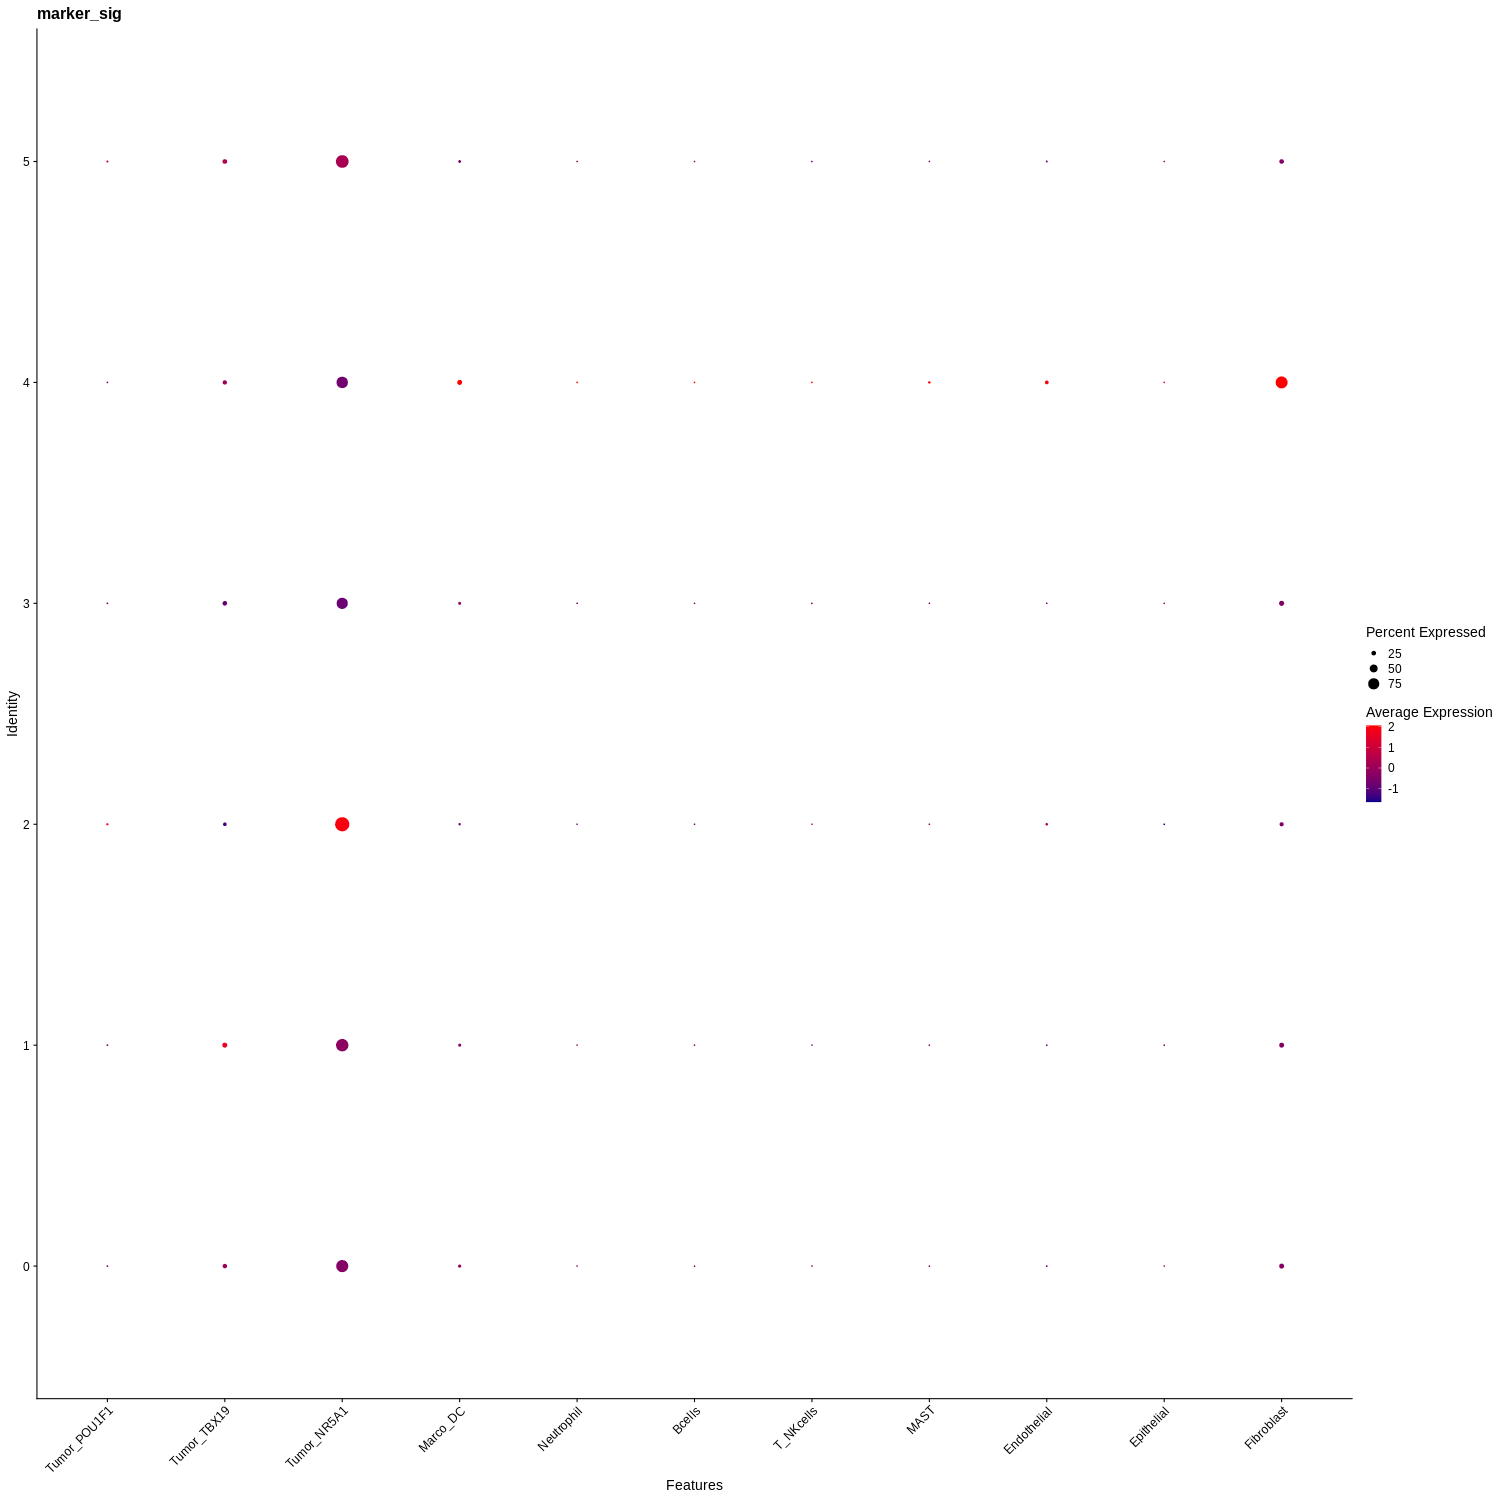 marker_sig
5
4
3
2
1
0
Identity
Tumor_POU1F1
Tumor_TBX19
Tumor_NR5A1
Marco_DC
Neutrophil
Bcells
T_NKcells
MAST
Endothelial
Epithelial
Fibroblast
Features
Percent Expressed
25
50
75
Average Expression
2
1
0
-1